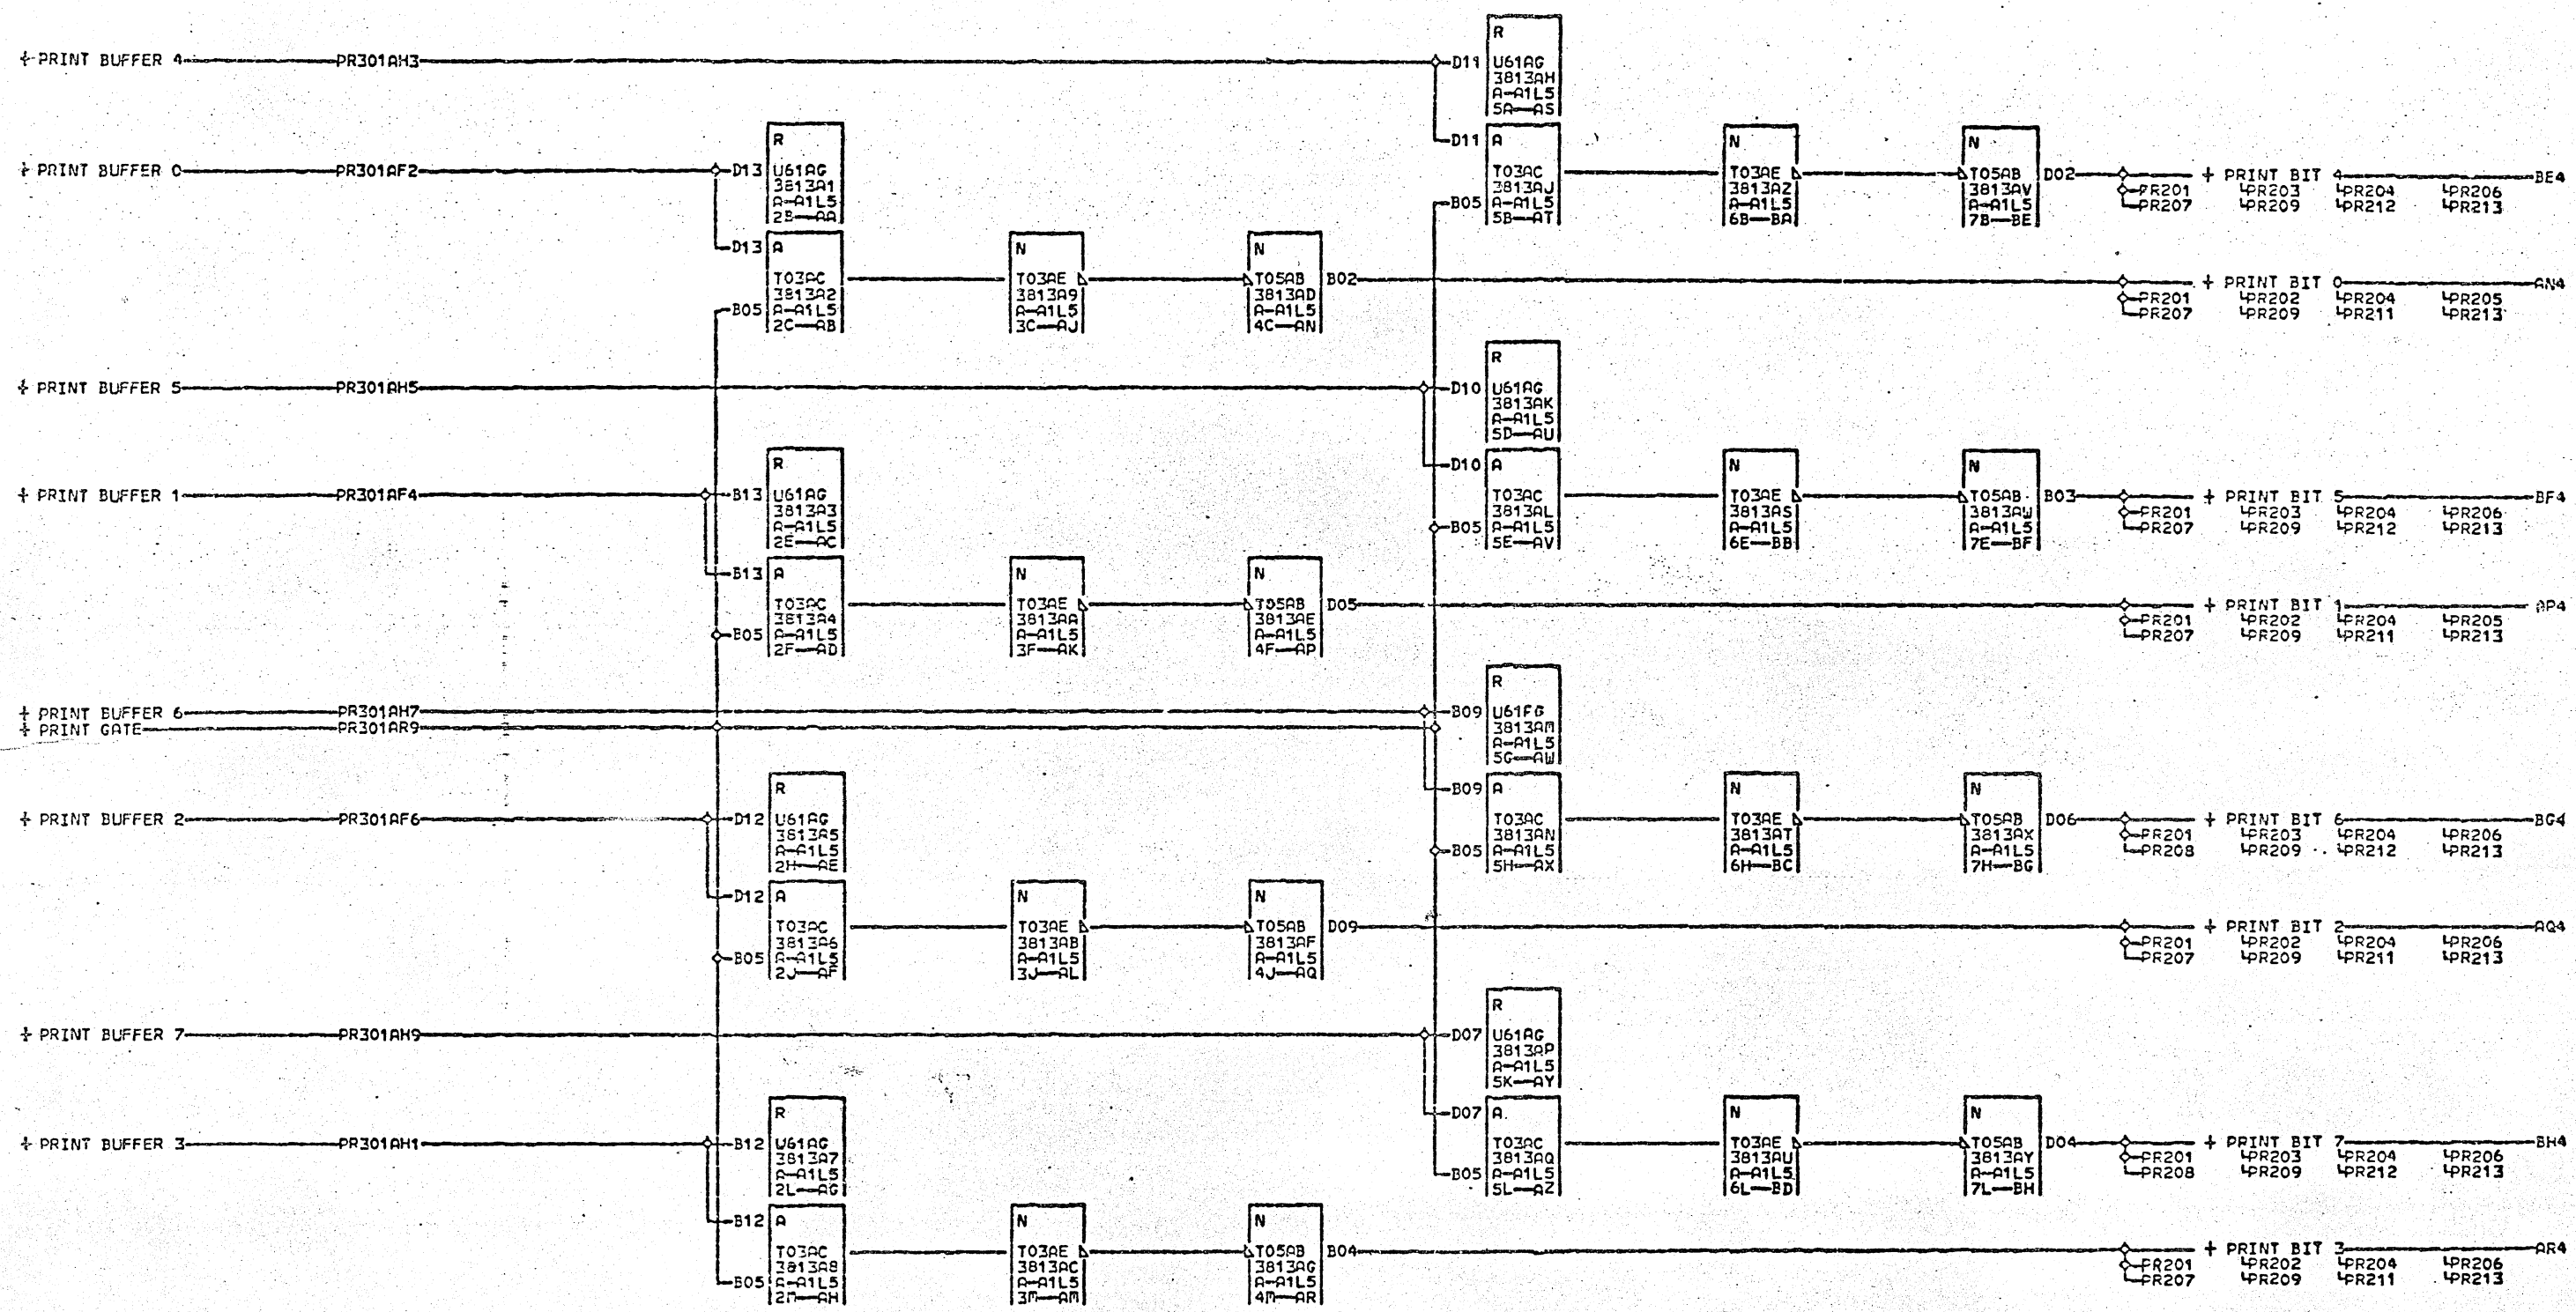 + PRINT BUFFER 4 PR301AH3 D11
R
U61AG
3813AH
A-A1L5
5A AS
+ PRINT BUFFER 0 PR301AF2 D13
R
U61AG
3813A1
A-A1L5
2B AA
D11 A
T03AC
3813AJ
B05 A-A1L5
5B AT
N
T03AE
3813AZ
A-A1L5
6B BA
N
T05AB D02
3813AV
A-A1L5
7B BE
+ PRINT BIT 4 BE4
PR201 PR203 PR204 PR206
PR207 PR209 PR212 PR213
D13 A
T03AC
3813A2
B05 A-A1L5
2C AB
N
T03AE
3813A9
A-A1L5
3C AJ
N
T05AB B02
3813AD
A-A1L5
4C AN
+ PRINT BIT 0 AN4
PR201 PR202 PR204 PR205
PR207 PR209 PR211 PR213
+ PRINT BUFFER 5 PR301AH5 D10
R
U61AG
3813AK
A-A1L5
5D AU
+ PRINT BUFFER 1 PR301AF4 B13
R
U61AG
3813A3
A-A1L5
2E AC
D10 A
T03AC
3813AL
B05 A-A1L5
5E AV
N
T03AE
3813AS
A-A1L5
6E BB
N
T05AB B03
3813AW
A-A1L5
7E BF
+ PRINT BIT 5 BF4
PR201 PR203 PR204 PR206
PR207 PR209 PR212 PR213
B13 A
T03AC
3813A4
B05 A-A1L5
2F AD
N
T03AE
3813AA
A-A1L5
3F AK
N
T05AB D05
3813AE
A-A1L5
4F AP
+ PRINT BIT 1 AP4
PR201 PR202 PR204 PR205
PR207 PR209 PR211 PR213
+ PRINT BUFFER 6 PR301AH7 B09
+ PRINT GATE PR301AR9
R
U61FG
3813AM
A-A1L5
5G AW
+ PRINT BUFFER 2 PR301AF6 D12
R
U61AG
3813A5
A-A1L5
2H AE
B09 A
T03AC
3813AN
B05 A-A1L5
5H AX
N
T03AE
3813AT
A-A1L5
6H BC
N
T05AB D06
3813AX
A-A1L5
7H BG
+ PRINT BIT 6 BG4
PR201 PR203 PR204 PR206
PR208 PR209 PR212 PR213
D12 A
T03AC
3813A6
B05 A-A1L5
2J AF
N
T03AE
3813AB
A-A1L5
3J AL
N
T05AB D09
3813AF
A-A1L5
4J AQ
+ PRINT BIT 2 AQ4
PR201 PR202 PR204 PR206
PR207 PR209 PR211 PR213
+ PRINT BUFFER 7 PR301AH9 D07
R
U61AG
3813AP
A-A1L5
5K AY
+ PRINT BUFFER 3 PR301AH1 B12
R
U61AG
3813A7
A-A1L5
2L AG
D07 A
T03AC
3813AQ
B05 A-A1L5
5L AZ
N
T03AE
3813AU
A-A1L5
6L BD
N
T05AB D04
3813AY
A-A1L5
7L BH
+ PRINT BIT 7 BH4
PR201 PR203 PR204 PR206
PR208 PR209 PR212 PR213
B12 A
T03AC
3813A8
B05 A-A1L5
2M AH
N
T03AE
3813AC
A-A1L5
3M AM
N
T05AB B04
3813AG
A-A1L5
4M AR
+ PRINT BIT 3 AR4
PR201 PR202 PR204 PR206
PR207 PR209 PR211 PR213